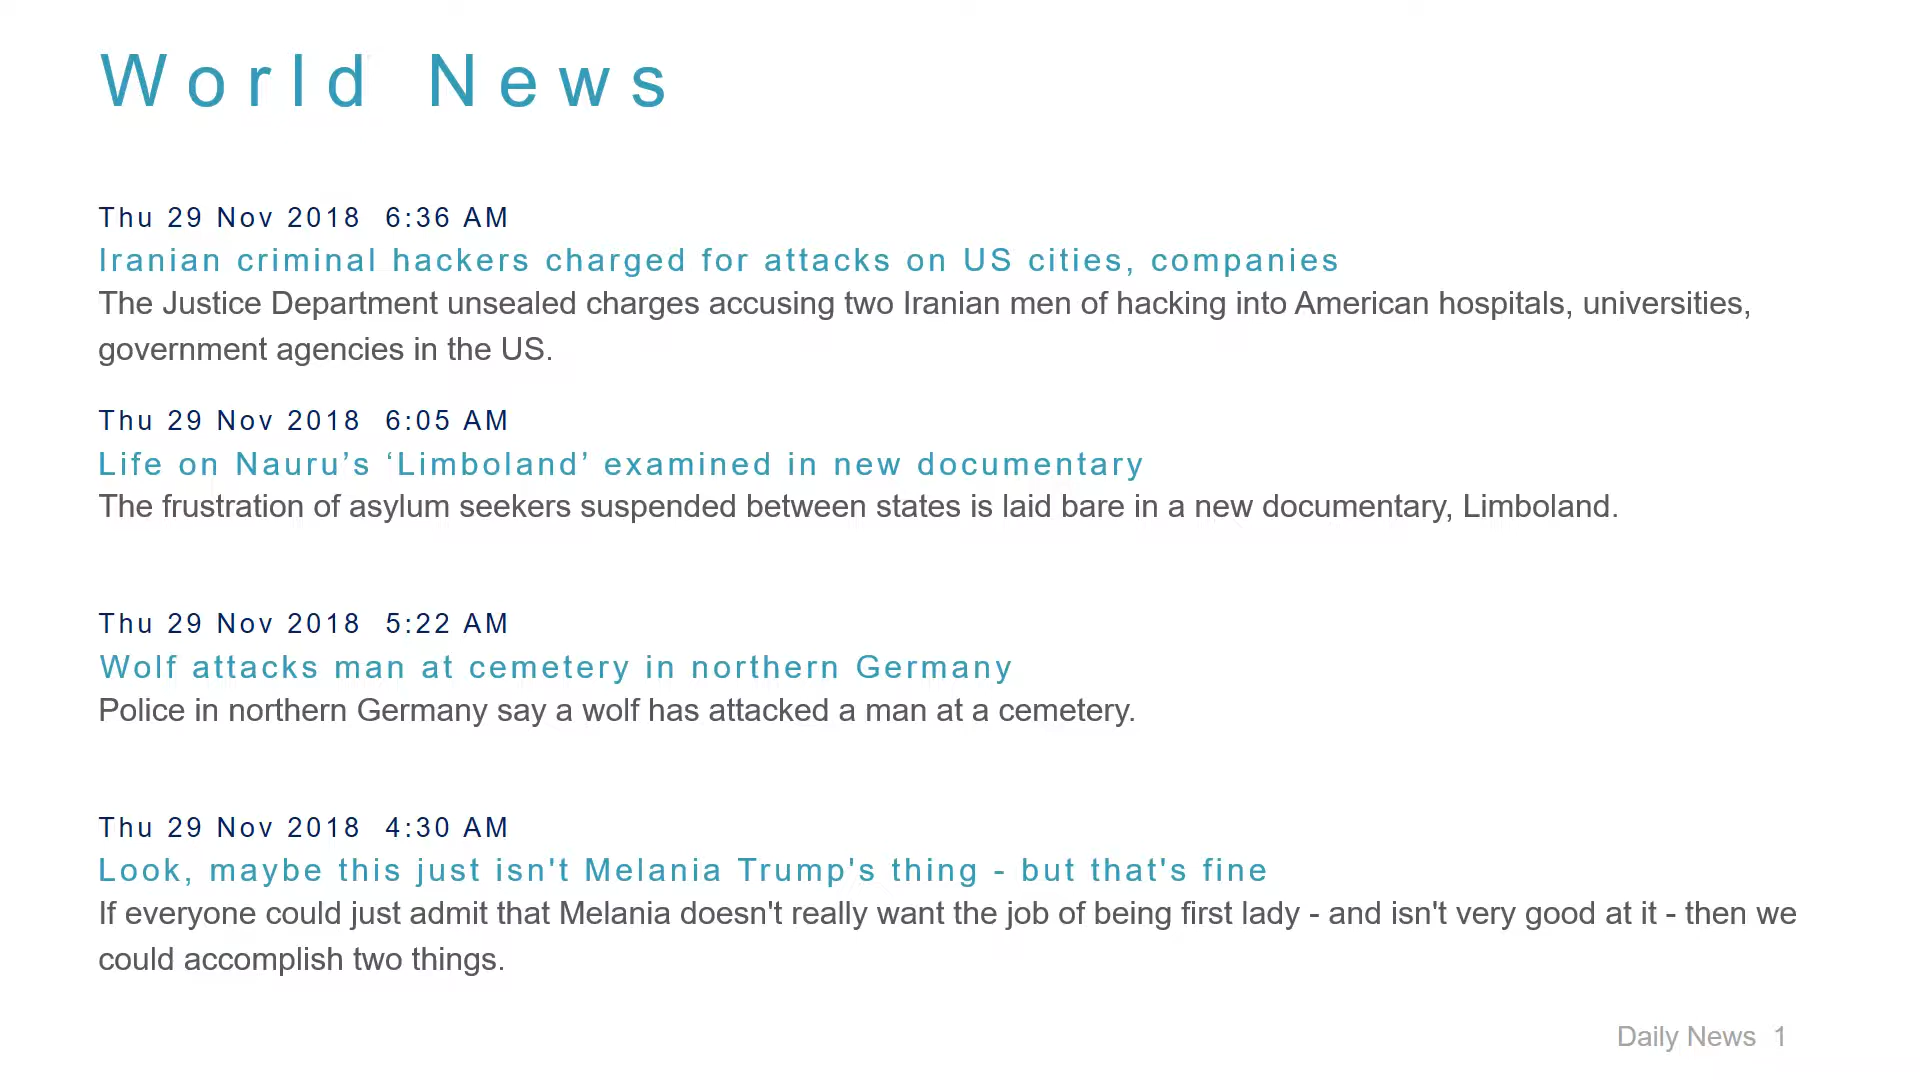 World News
Thu 29 Nov 2018 6:36 AM
Iranian criminal hackers charged for attacks on US cities, companies
The Justice Department unsealed charges accusing two Iranian men of hacking into American hospitals, universities,
government agencies in the US.
Thu 29 Nov 2018 6:05 AM
Life on Nauru’s ‘Limboland’ examined in new documentary
The frustration of asylum seekers suspended between states is laid bare in a new documentary, Limboland.
Thu 29 Nov 2018 5:22 AM
Wolf attacks man at cemetery in northern Germany
Police in northern Germany say a wolf has attacked a man at a cemetery.
Thu 29 Nov 2018 4:30 AM
Look, maybe this just isn't Melania Trump's thing - but that's fine
If everyone could just admit that Melania doesn't really want the job of being first lady - and isn't very good at it - then we
could accomplish two things.
Daily News 1